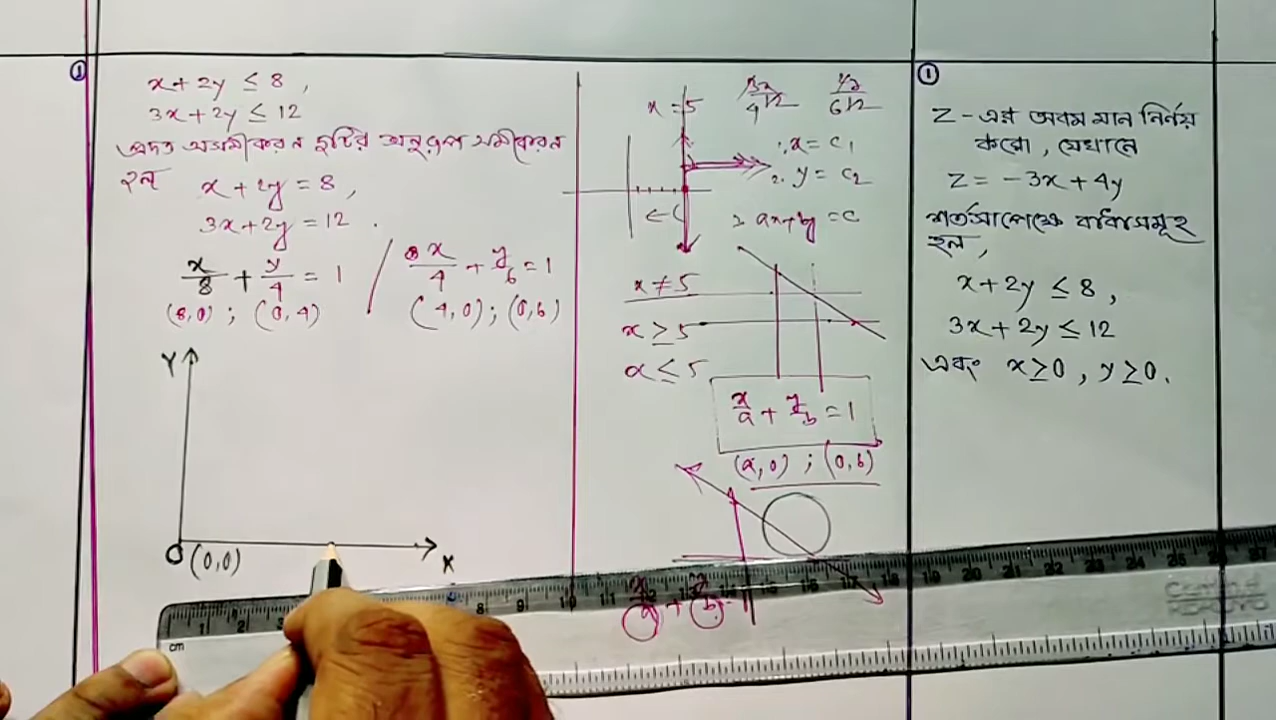 ①
x + 2y ≤ 8 ,
3x + 2y ≤ 12
প্রদত্ত অসমীকরন দুটির অনুরূপ সমীকরন
হল x + 2y = 8 ,
3x + 2y = 12 .
x/8 + y/4 = 1 / x/4 + y/6 = 1
(8,0) ; (0,4) (4,0) ; (0,6)
Y
O (0,0) X
x = 5
1. x = c₁
2. y = c₂
3. ax+by = c
x ≠ 5
x ≥ 5
x ≤ 5
x/a + y/b = 1
(a,0) ; (0,b)
①
Z - এর অবম মান নির্ণয়
করো , যেখানে
Z = -3x + 4y
শর্তসাপেক্ষে বাধাসমূহ
হল ,
x + 2y ≤ 8 ,
3x + 2y ≤ 12
এবং x ≥ 0 , y ≥ 0 .
cm